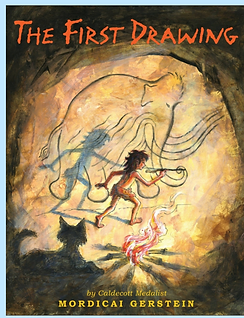 THE FIRST DRAWING
by Caldecott Medalist
MORDICAI GERSTEIN